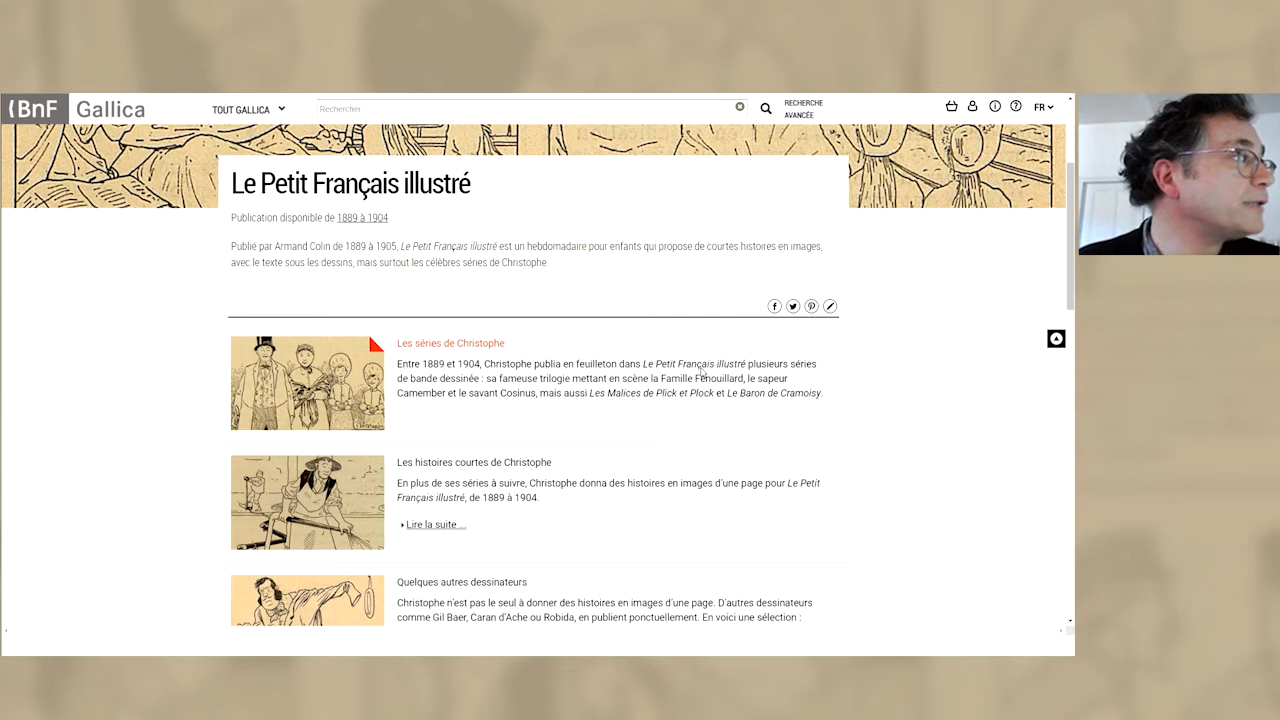 BnF Gallica
TOUT GALLICA
Rechercher
RECHERCHE
AVANCÉE
FR
Le Petit Français illustré
Publication disponible de 1889 à 1904
Publié par Armand Colin de 1889 à 1905, Le Petit Français illustré est un hebdomadaire pour enfants qui propose de courtes histoires en images,
avec le texte sous les dessins, mais surtout les célèbres séries de Christophe
Les séries de Christophe
Entre 1889 et 1904, Christophe publia en feuilleton dans Le Petit Français illustré plusieurs séries
de bande dessinée : sa fameuse trilogie mettant en scène la Famille Fenouillard, le sapeur
Camember et le savant Cosinus, mais aussi Les Malices de Plick et Plock et Le Baron de Cramoisy.
Christophe
Les histoires courtes de Christophe
En plus de ses séries à suivre, Christophe donna des histoires en images d'une page pour Le Petit
Français illustré, de 1889 à 1904.
Lire la suite ...
Quelques autres dessinateurs
Christophe n'est pas le seul à donner des histoires en images d'une page. D'autres dessinateurs
comme Gil Baer, Caran d'Ache ou Robida, en publient ponctuellement. En voici une sélection :